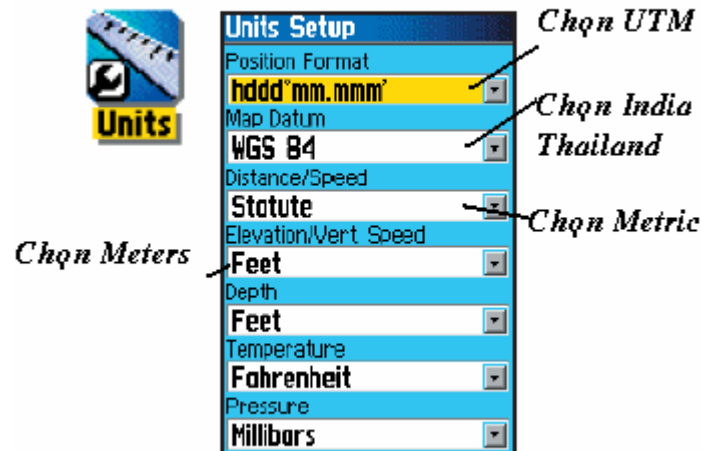 Units
Units Setup
Position Format
hddd°mm.mmm'
Map Datum
WGS 84
Distance/Speed
Statute
Elevation/Vert. Speed
Feet
Depth
Feet
Temperature
Fahrenheit
Pressure
Millibars
Chọn UTM
Chọn India
Thailand
Chọn Metric
Chọn Meters